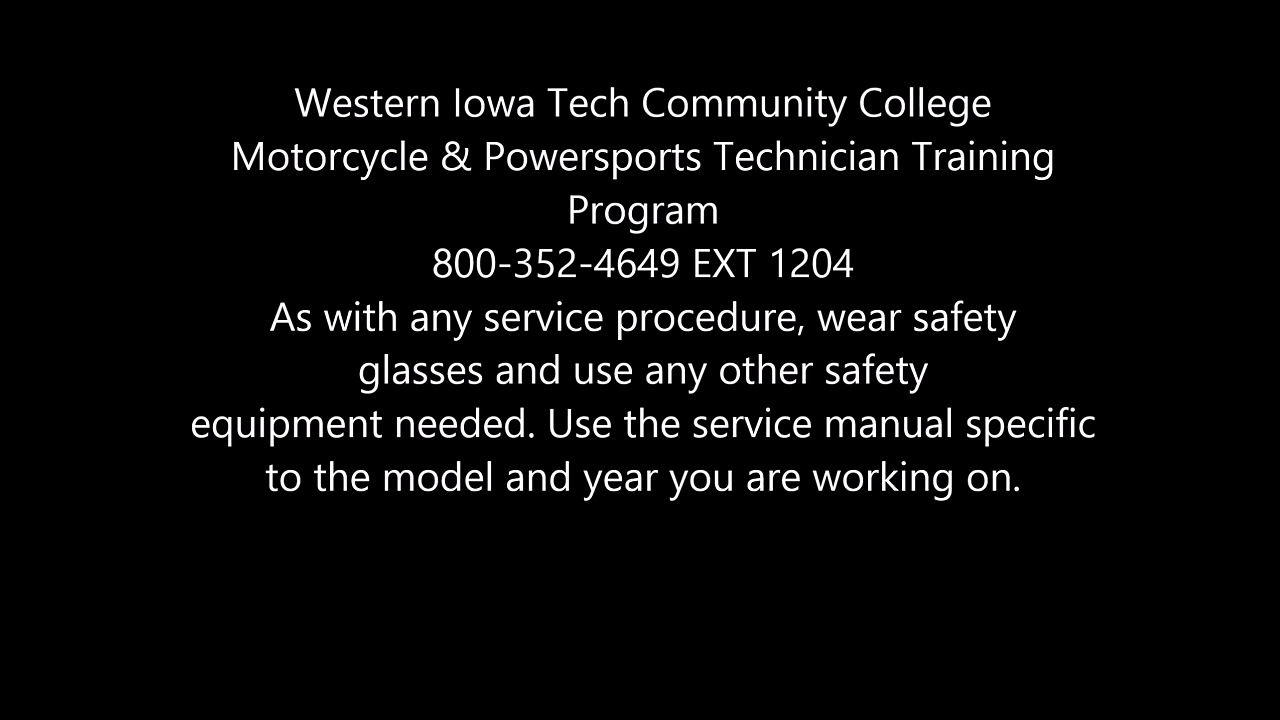 Western Iowa Tech Community College
Motorcycle & Powersports Technician Training
Program
800-352-4649 EXT 1204
As with any service procedure, wear safety
glasses and use any other safety
equipment needed. Use the service manual specific
to the model and year you are working on.